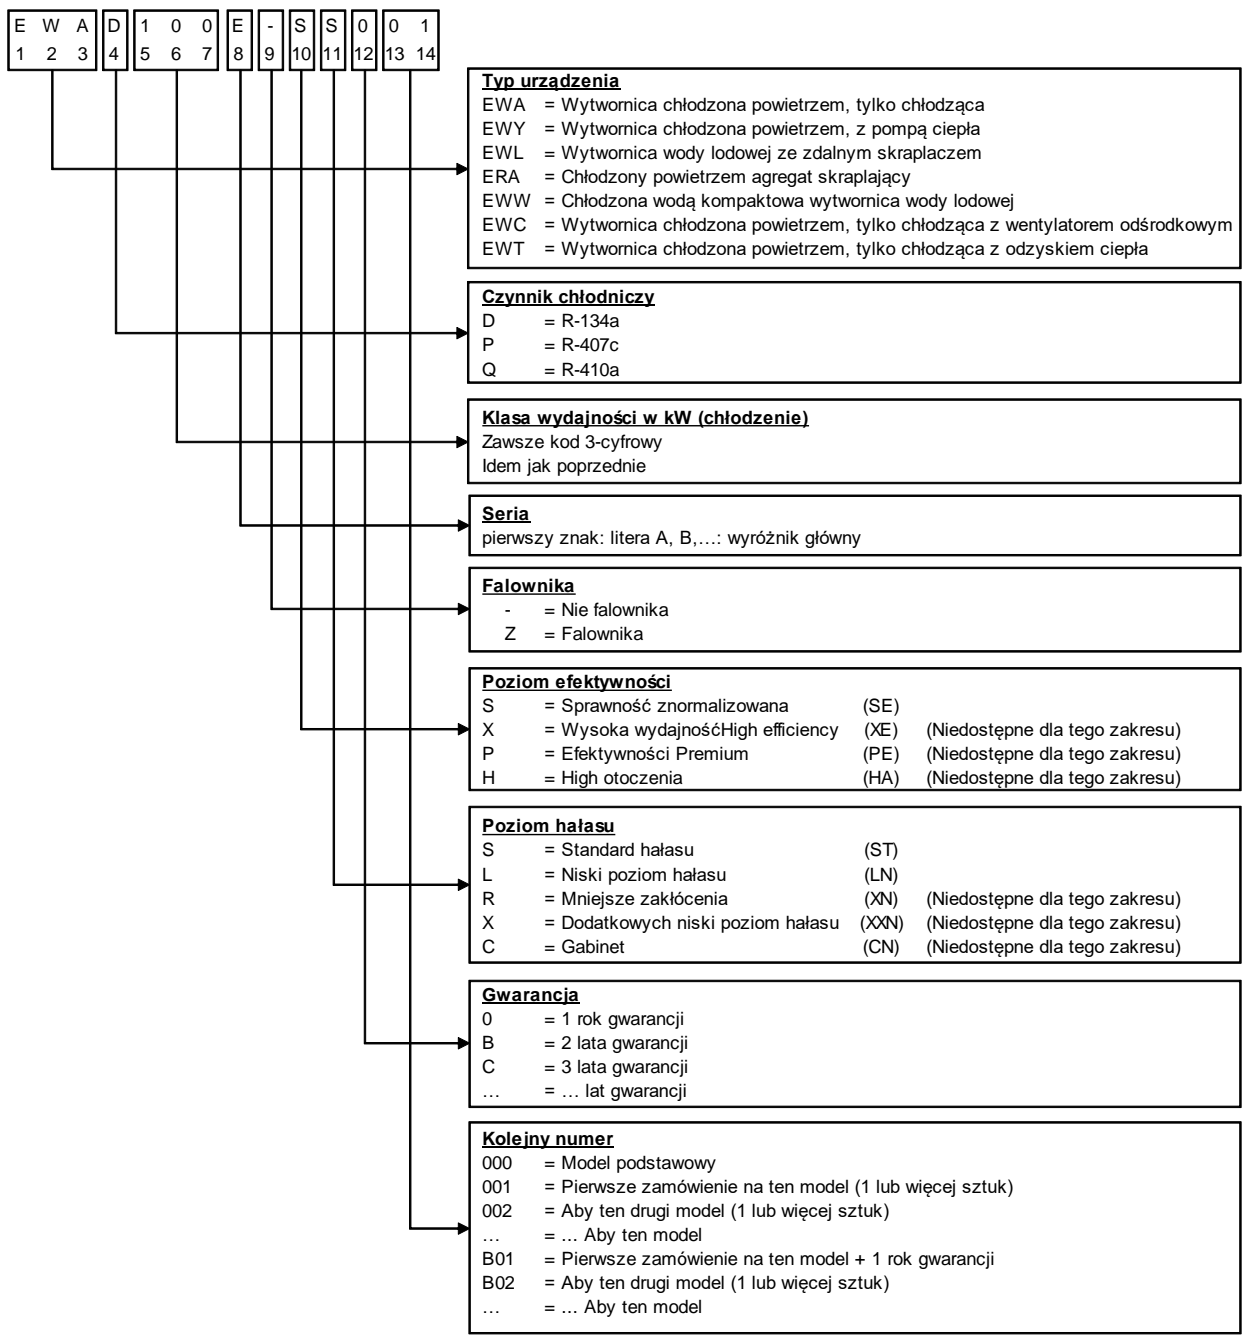 E W A D 1 0 0 E - S S 0 0 1
1 2 3 4 5 6 7 8 9 10 11 12 13 14
Typ urządzenia
EWA = Wytwornica chłodzona powietrzem, tylko chłodząca
EWY = Wytwornica chłodzona powietrzem, z pompą ciepła
EWL = Wytwornica wody lodowej ze zdalnym skraplaczem
ERA = Chłodzony powietrzem agregat skraplający
EWW = Chłodzona wodą kompaktowa wytwornica wody lodowej
EWC = Wytwornica chłodzona powietrzem, tylko chłodząca z wentylatorem odśrodkowym
EWT = Wytwornica chłodzona powietrzem, tylko chłodząca z odzyskiem ciepła
Czynnik chłodniczy
D = R-134a
P = R-407c
Q = R-410a
Klasa wydajności w kW (chłodzenie)
Zawsze kod 3-cyfrowy
Idem jak poprzednie
Seria
pierwszy znak: litera A, B,…: wyróżnik główny
Falownika
- = Nie falownika
Z = Falownika
Poziom efektywności
S = Sprawność znormalizowana (SE)
X = Wysoka wydajnośćHigh efficiency (XE) (Niedostępne dla tego zakresu)
P = Efektywności Premium (PE) (Niedostępne dla tego zakresu)
H = High otoczenia (HA) (Niedostępne dla tego zakresu)
Poziom hałasu
S = Standard hałasu (ST)
L = Niski poziom hałasu (LN)
R = Mniejsze zakłócenia (XN) (Niedostępne dla tego zakresu)
X = Dodatkowych niski poziom hałasu (XXN) (Niedostępne dla tego zakresu)
C = Gabinet (CN) (Niedostępne dla tego zakresu)
Gwarancja
0 = 1 rok gwarancji
B = 2 lata gwarancji
C = 3 lata gwarancji
… = … lat gwarancji
Kolejny numer
000 = Model podstawowy
001 = Pierwsze zamówienie na ten model (1 lub więcej sztuk)
002 = Aby ten drugi model (1 lub więcej sztuk)
… = ... Aby ten model
B01 = Pierwsze zamówienie na ten model + 1 rok gwarancji
B02 = Aby ten drugi model (1 lub więcej sztuk)
… = ... Aby ten model